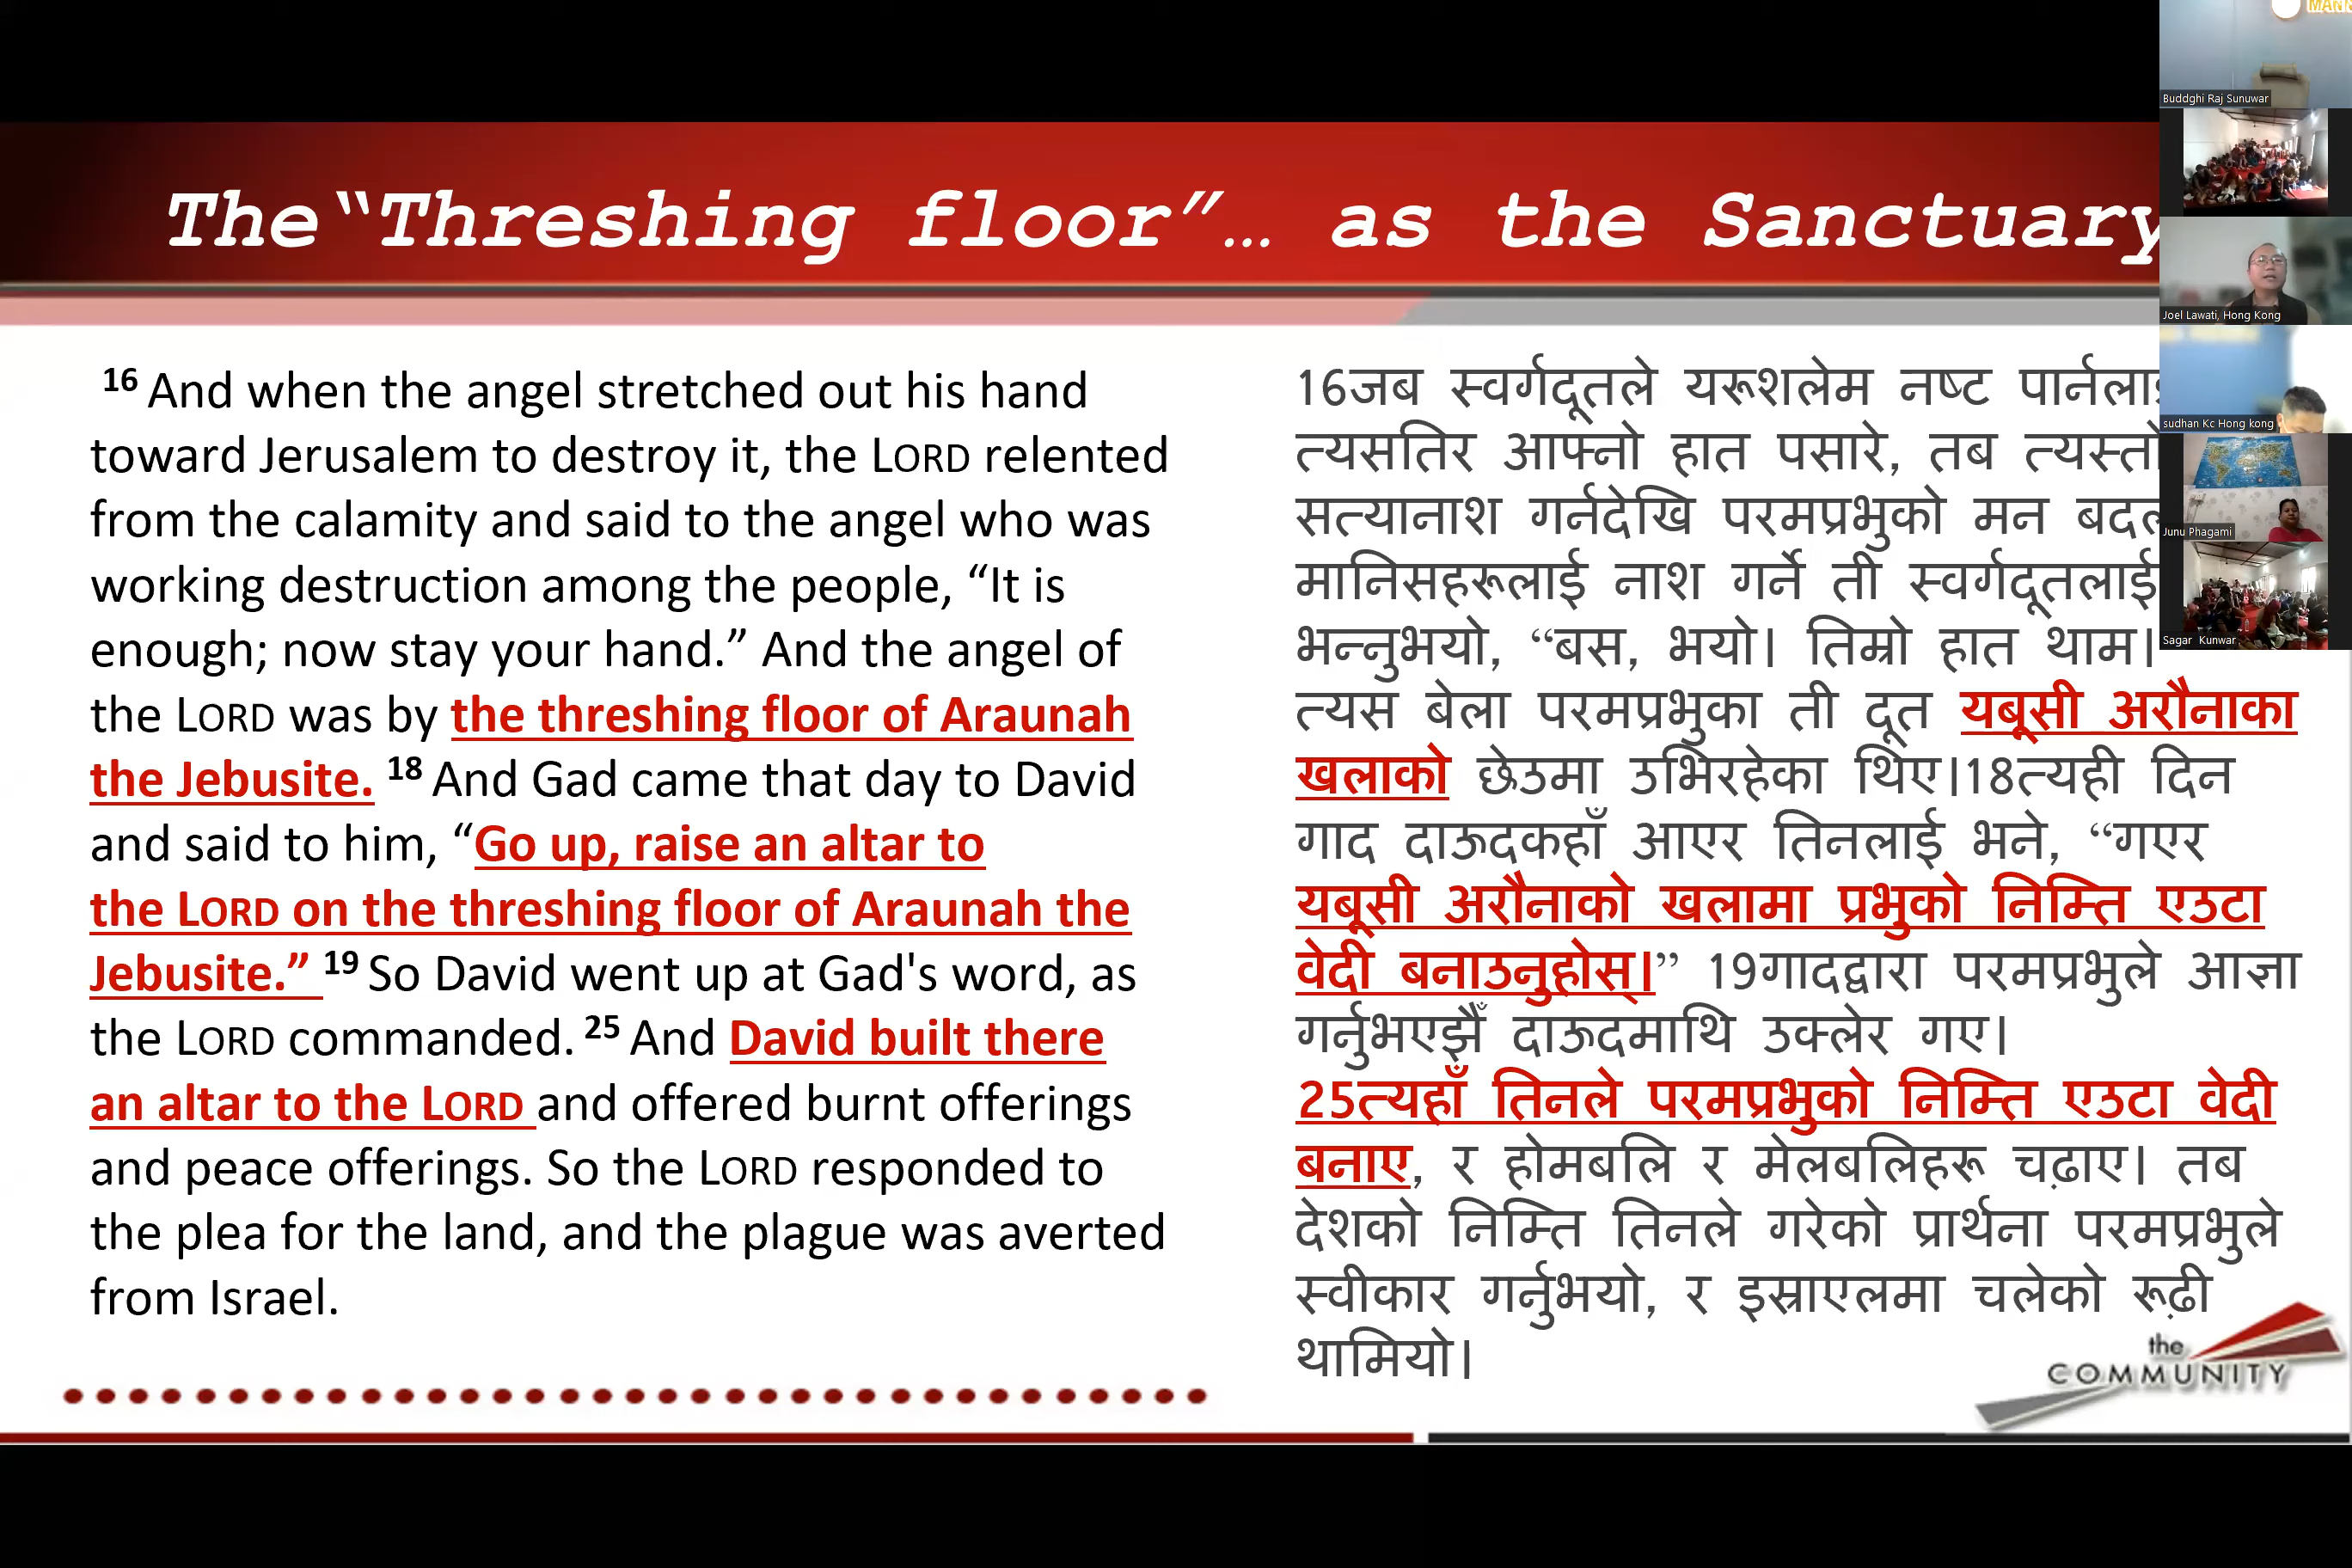 The“Threshing floor”… as the Sanctuary
16 And when the angel stretched out his hand
toward Jerusalem to destroy it, the LORD relented
from the calamity and said to the angel who was
working destruction among the people, “It is
enough; now stay your hand.” And the angel of
the LORD was by the threshing floor of Araunah
the Jebusite. 18 And Gad came that day to David
and said to him, “Go up, raise an altar to
the LORD on the threshing floor of Araunah the
Jebusite.” 19 So David went up at Gad's word, as
the LORD commanded. 25 And David built there
an altar to the LORD and offered burnt offerings
and peace offerings. So the LORD responded to
the plea for the land, and the plague was averted
from Israel.
16जब स्वर्गदूतले यरूशलेम नष्ट
त्यसतिर आफ्नो हात पसारे, तब
सत्यानाश गर्नदेखि परमप्रभुको मन
मानिसहरूलाई नाश गर्ने ती स्वर्गदूतलाई
भन्नुभयो, “बस, भयो। तिम्रो हात थाम।
त्यस बेला परमप्रभुका ती दूत यबूसी अरौनाका
खलाको छेउमा उभिरहेका थिए।18त्यही दिन
गाद दाऊदकहाँ आएर तिनलाई भने, “गएर
यबूसी अरौनाको खलामा प्रभुको निम्ति एउटा
वेदी बनाउनुहोस्।” 19गादद्वारा परमप्रभुले आज्ञा
गर्नुभएझैँ दाऊदमाथि उक्लेर गए।
25त्यहाँ तिनले परमप्रभुको निम्ति एउटा वेदी
बनाए, र होमबलि र मेलबलिहरू चढ़ाए। तब
देशको निम्ति तिनले गरेको प्रार्थना परमप्रभुले
स्वीकार गर्नुभयो, र इस्राएलमा चलेको रूढ़ी
थामियो।
the
COMMUNITY
Buddghi Raj Sunuwar
Joel Lawati, Hong Kong
sudhan Kc Hong kong
Junu Phagami
Sagar Kunwar